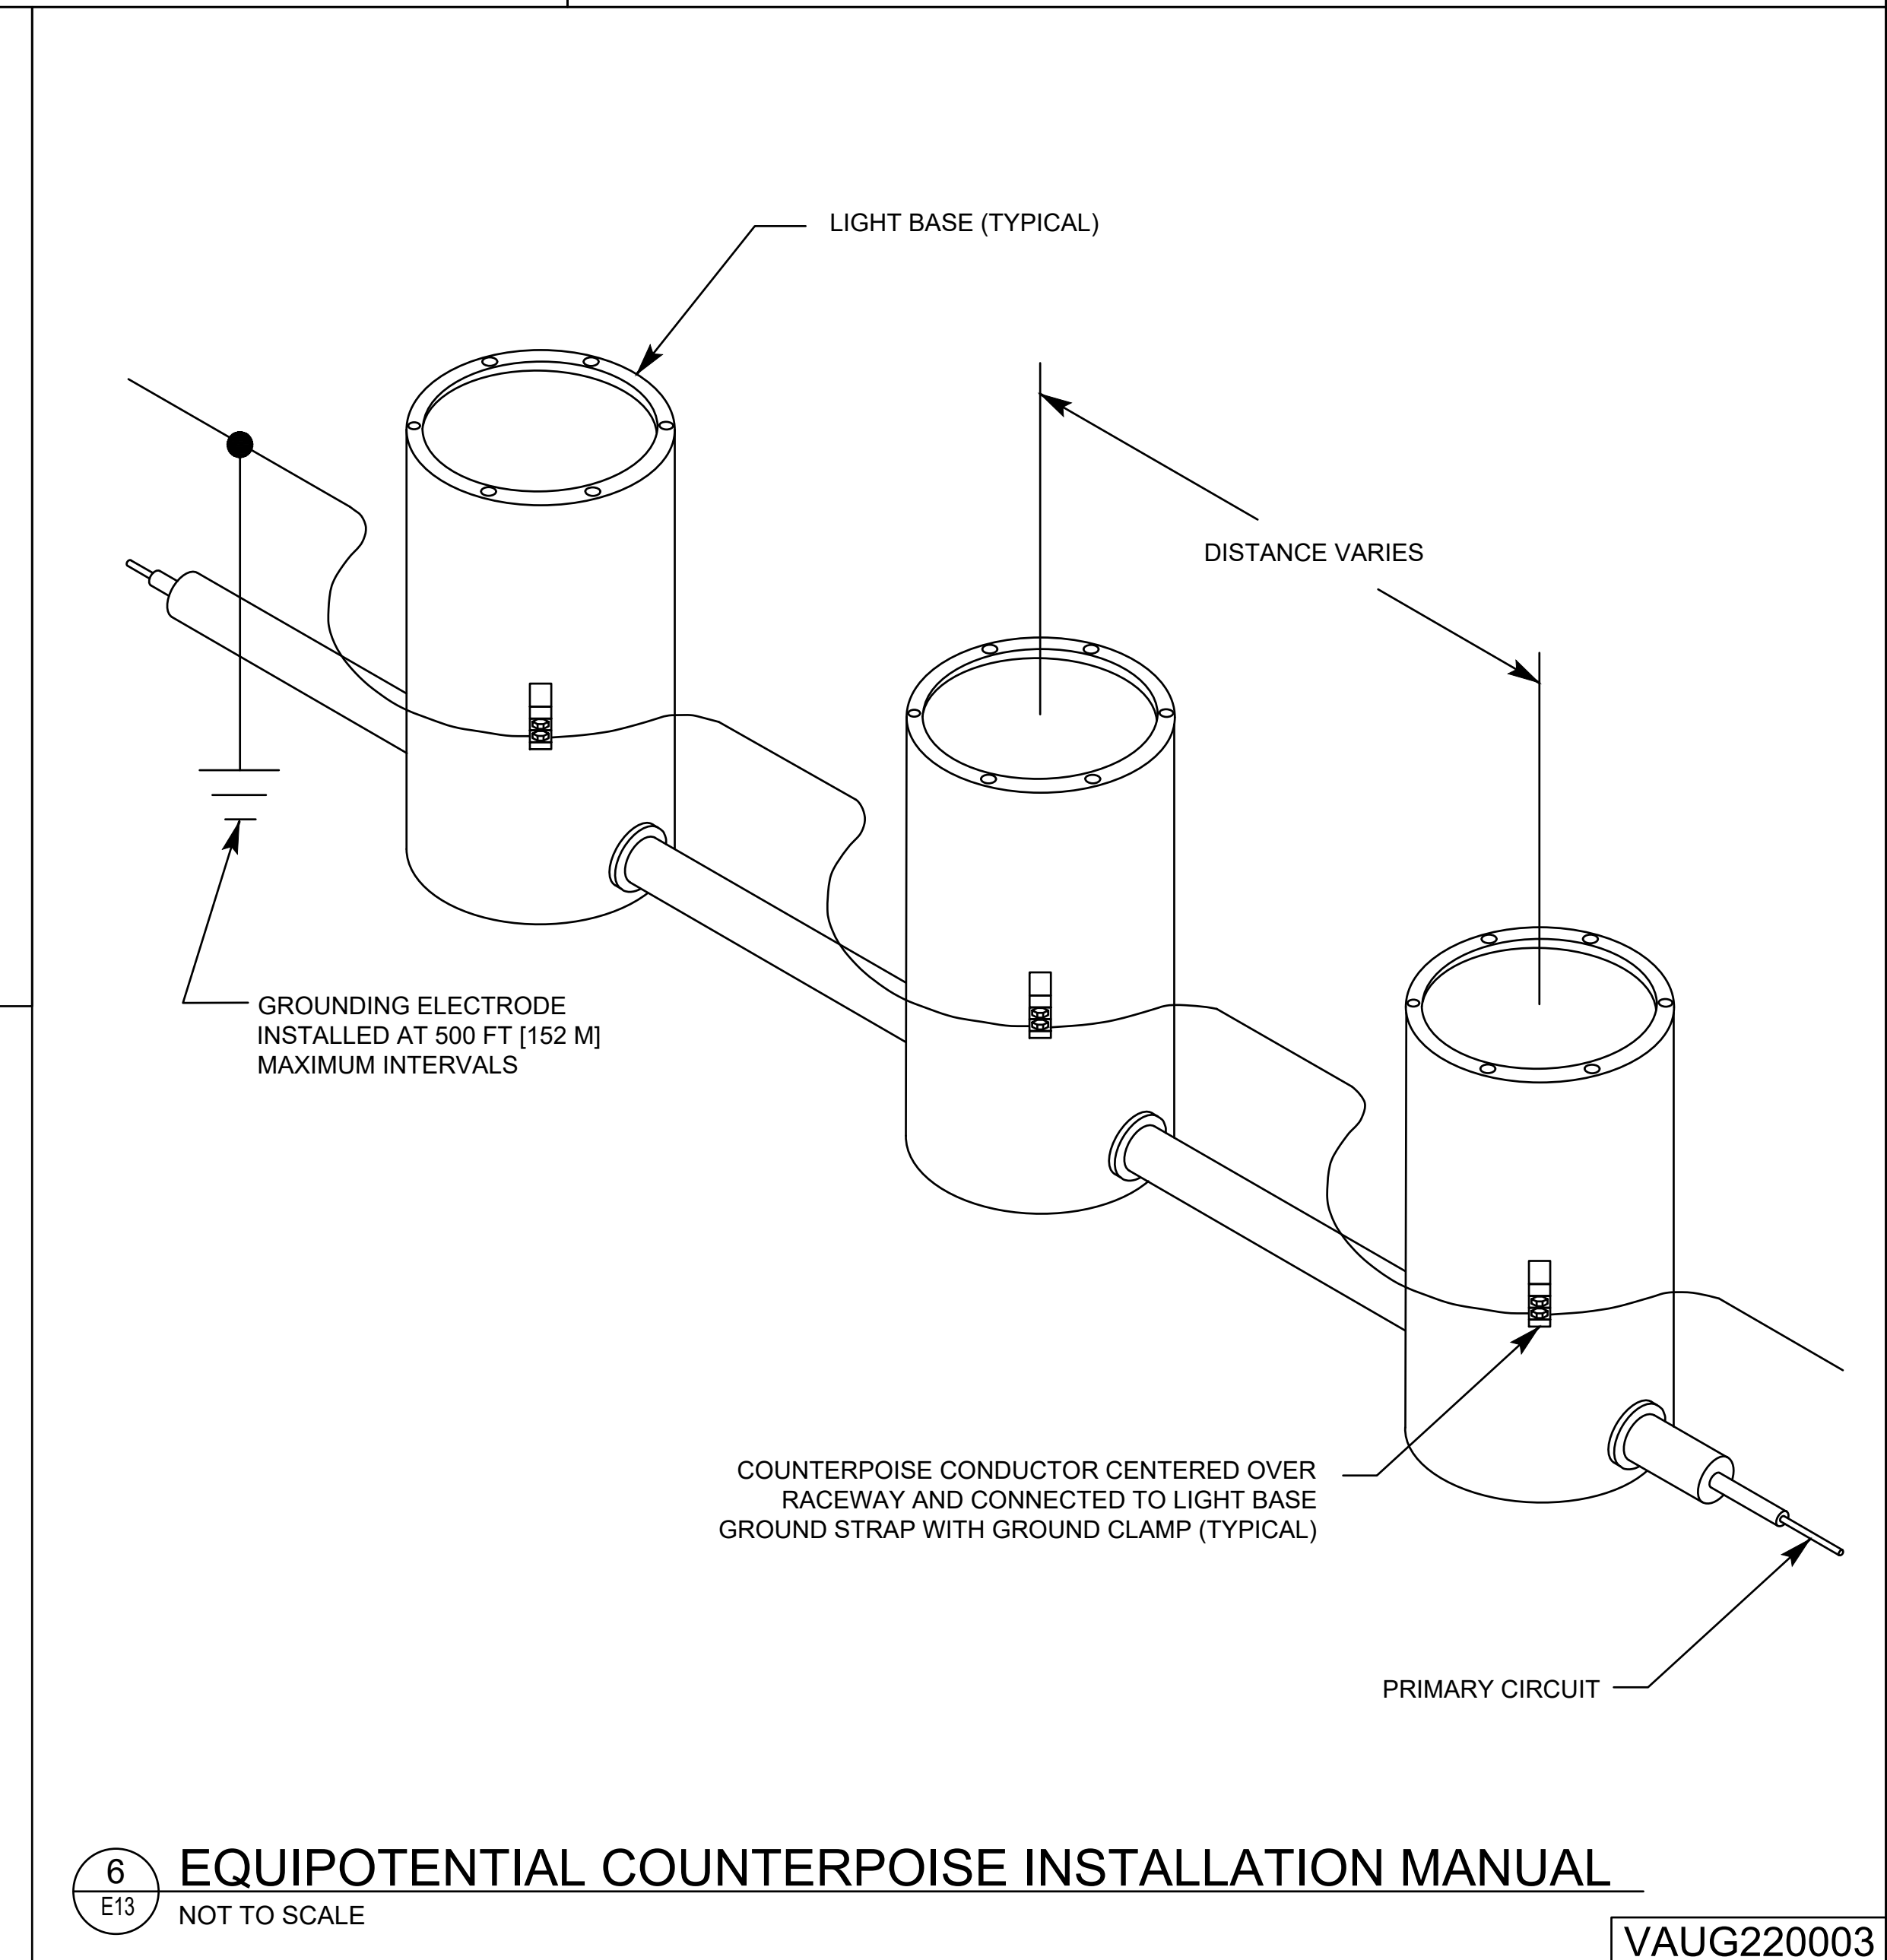 LIGHT BASE (TYPICAL)
DISTANCE VARIES
GROUNDING ELECTRODE
INSTALLED AT 500 FT [152 M]
MAXIMUM INTERVALS
COUNTERPOISE CONDUCTOR CENTERED OVER
RACEWAY AND CONNECTED TO LIGHT BASE
GROUND STRAP WITH GROUND CLAMP (TYPICAL)
PRIMARY CIRCUIT
6
E13
EQUIPOTENTIAL COUNTERPOISE INSTALLATION MANUAL
NOT TO SCALE
VAUG220003